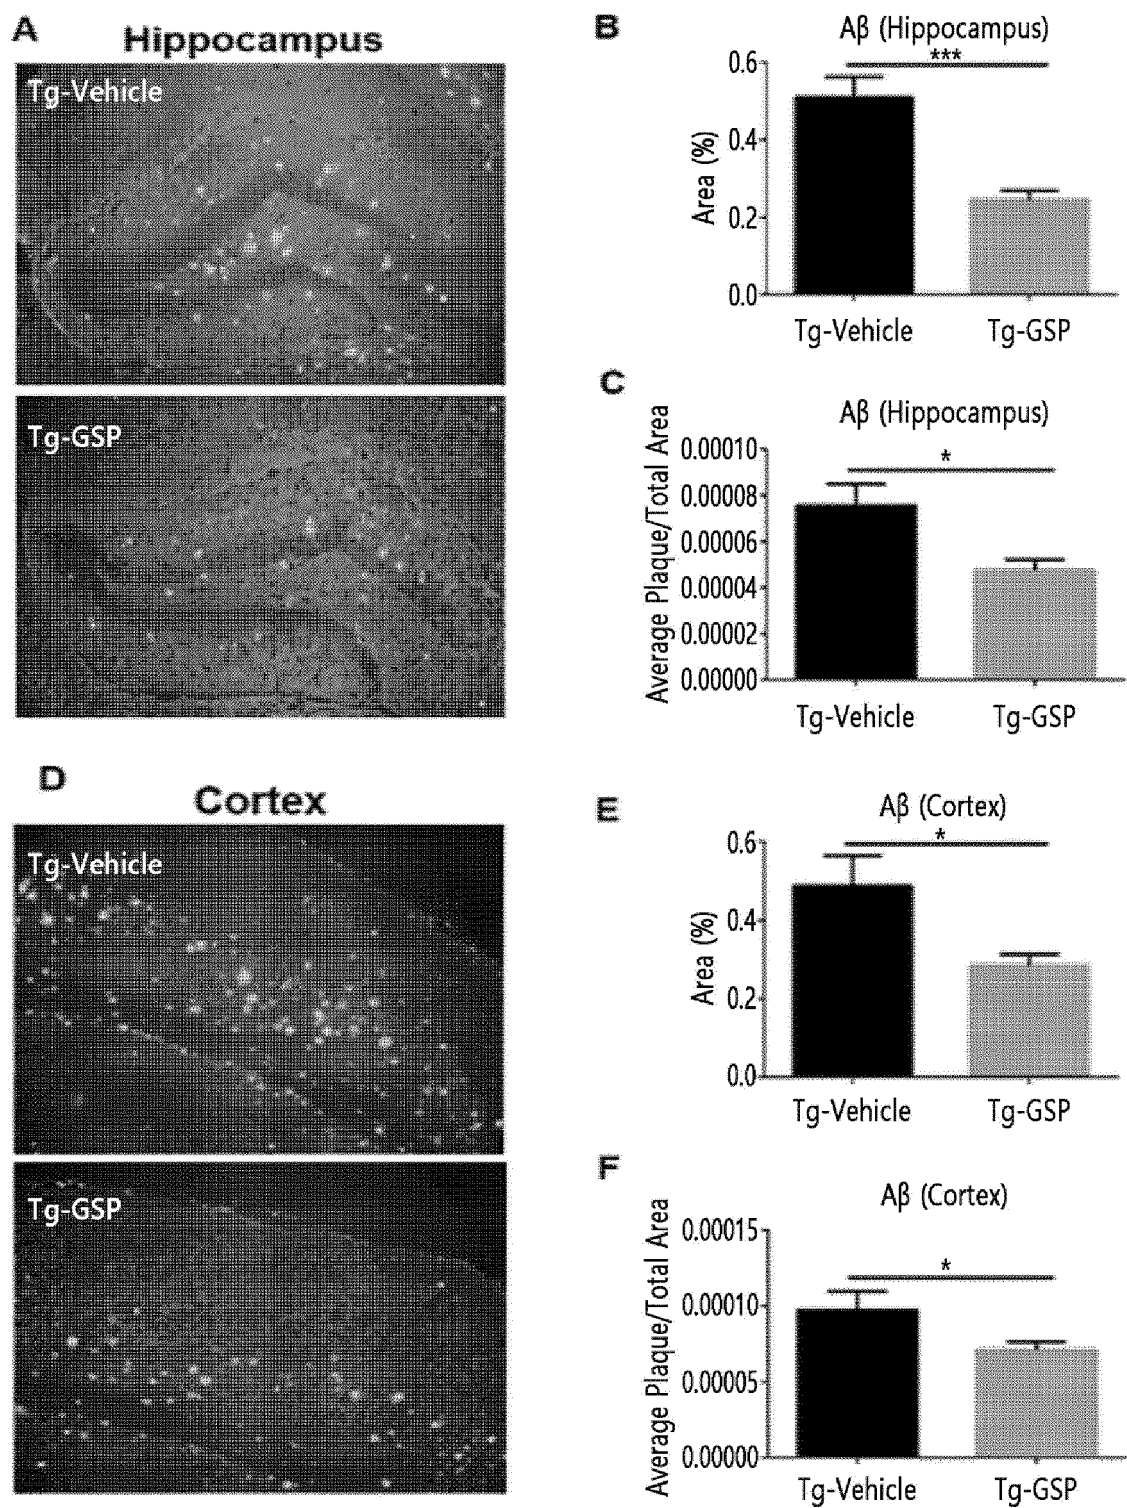 A
Hippocampus
Tg-Vehicle
Tg-GSP
B
Aβ (Hippocampus)
***
0.6
0.4
0.2
0.0
Area (%)
Tg-Vehicle Tg-GSP
C
Aβ (Hippocampus)
*
0.00010
0.00008
0.00006
0.00004
0.00002
0.00000
Average Plaque/Total Area
Tg-Vehicle Tg-GSP
D
Cortex
Tg-Vehicle
Tg-GSP
E
Aβ (Cortex)
*
0.6
0.4
0.2
0.0
Area (%)
Tg-Vehicle Tg-GSP
F
Aβ (Cortex)
*
0.00015
0.00010
0.00005
0.00000
Average Plaque/Total Area
Tg-Vehicle Tg-GSP